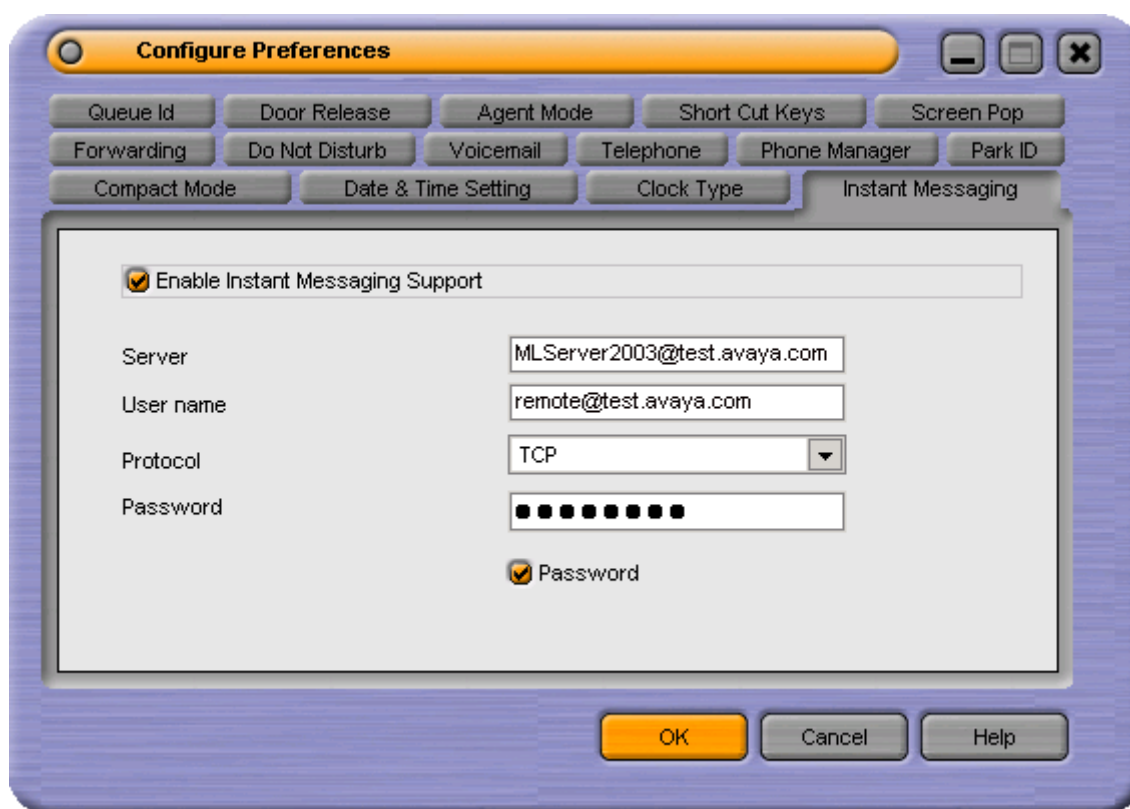 Configure Preferences
Queue Id Door Release Agent Mode Short Cut Keys Screen Pop
Forwarding Do Not Disturb Voicemail Telephone Phone Manager Park ID
Compact Mode Date & Time Setting Clock Type Instant Messaging
Enable Instant Messaging Support
Server MLServer2003@test.avaya.com
User name remote@test.avaya.com
Protocol TCP
Password ●●●●●●●●
Password
OK Cancel Help